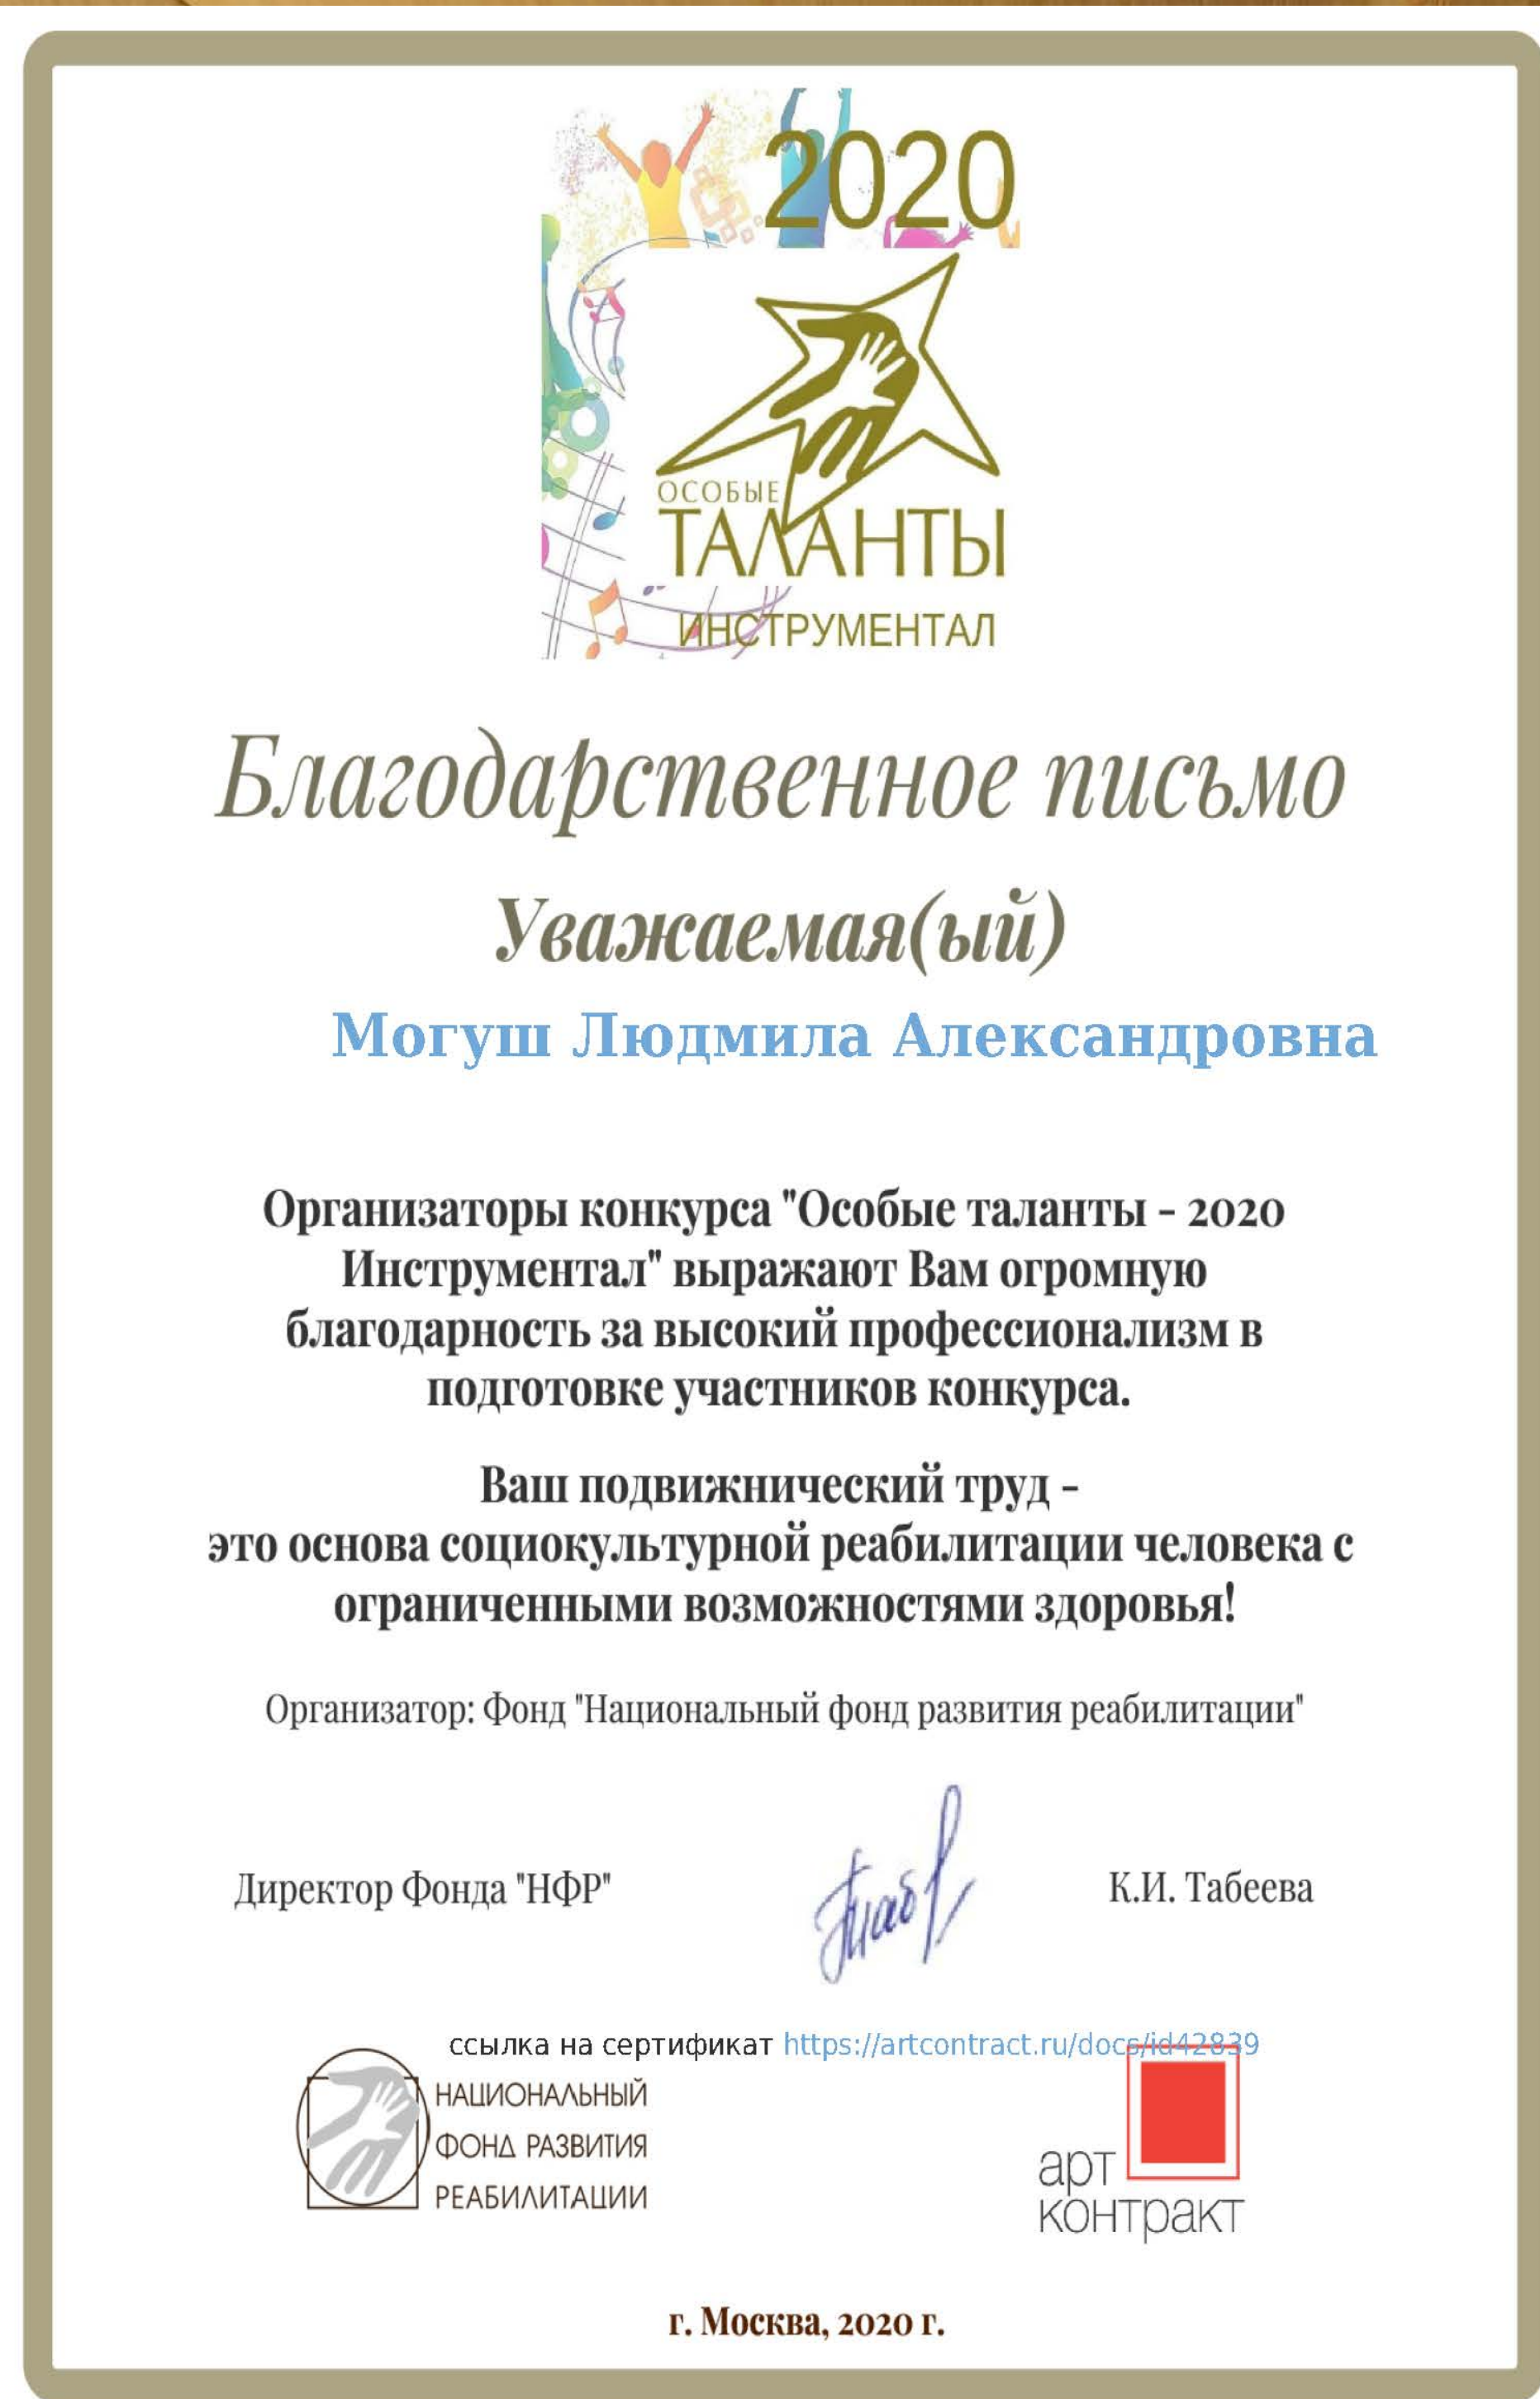 2020
ОСОБЫЕ
ТАЛАНТЫ
ИНСТРУМЕНТАЛ
Благодарственное письмо
Уважаемая(ый)
Могуш Людмила Александровна
Организаторы конкурса "Особые таланты – 2020
Инструментал" выражают Вам огромную
благодарность за высокий профессионализм в
подготовке участников конкурса.
Ваш подвижнический труд –
это основа социокультурной реабилитации человека с
ограниченными возможностями здоровья!
Организатор: Фонд "Национальный фонд развития реабилитации"
Директор Фонда "НФР" К.И. Табеева
ссылка на сертификат https://artcontract.ru/docs/id42839
НАЦИОНАЛЬНЫЙ
ФОНД РАЗВИТИЯ
РЕАБИЛИТАЦИИ
арт
контракт
г. Москва, 2020 г.